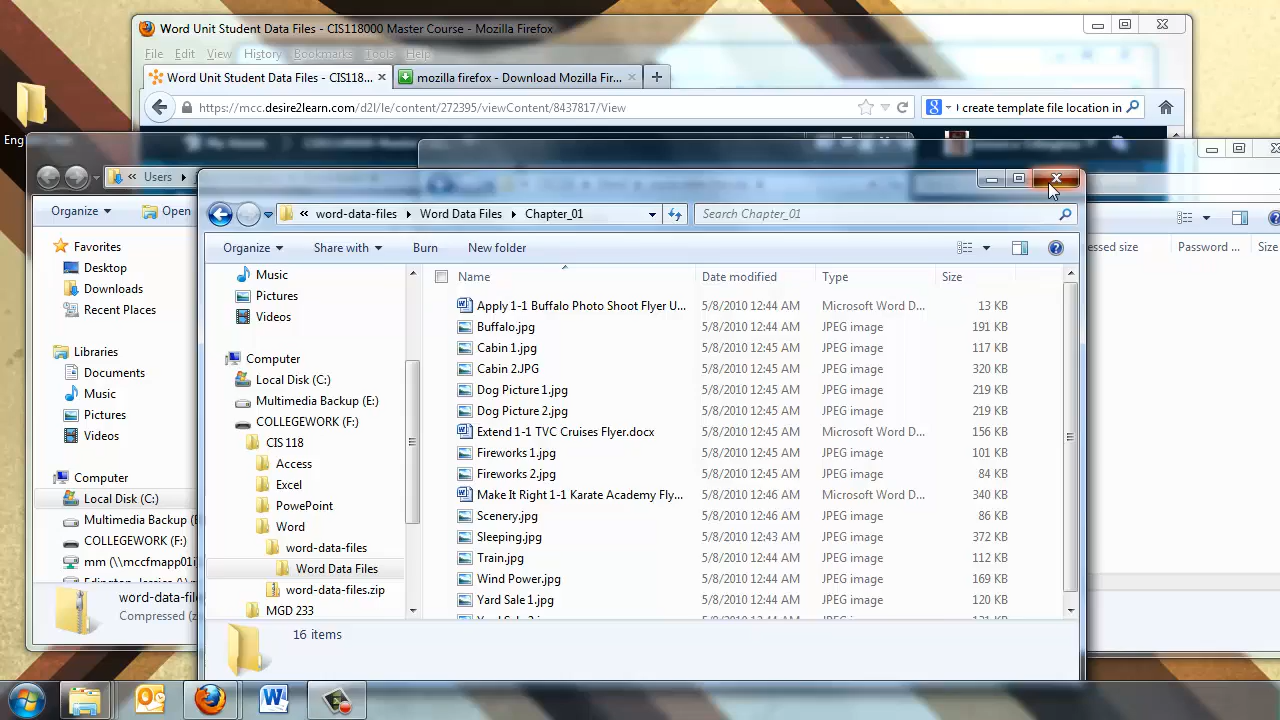 Word Unit Student Data Files - CIS118000 Master Course - Mozilla Firefox
File Edit View History Bookmarks Tools Help
Word Unit Student Data Files - CIS118... mozilla firefox - Download Mozilla Fir...
https://mcc.desire2learn.com/d2l/le/content/272395/viewContent/8437817/View
I create template file location in
Eng
Users
word-data-files Word Data Files Chapter_01
Search Chapter_01
Organize Open
Organize Share with Burn New folder
essed size Password ... Size
Favorites
Desktop
Downloads
Recent Places
Libraries
Documents
Music
Pictures
Videos
Computer
Local Disk (C:)
Multimedia Backup (
COLLEGEWORK (F:)
mm (\\mccfmapp01i
word-data-file
Compressed (z
Music
Pictures
Videos
Computer
Local Disk (C:)
Multimedia Backup (E:)
COLLEGEWORK (F:)
CIS 118
Access
Excel
PowePoint
Word
word-data-files
Word Data Files
word-data-files.zip
MGD 233
Name Date modified Type Size
Apply 1-1 Buffalo Photo Shoot Flyer U... 5/8/2010 12:44 AM Microsoft Word D... 13 KB
Buffalo.jpg 5/8/2010 12:44 AM JPEG image 191 KB
Cabin 1.jpg 5/8/2010 12:45 AM JPEG image 117 KB
Cabin 2.JPG 5/8/2010 12:45 AM JPEG image 320 KB
Dog Picture 1.jpg 5/8/2010 12:45 AM JPEG image 219 KB
Dog Picture 2.jpg 5/8/2010 12:45 AM JPEG image 219 KB
Extend 1-1 TVC Cruises Flyer.docx 5/8/2010 12:45 AM Microsoft Word D... 156 KB
Fireworks 1.jpg 5/8/2010 12:45 AM JPEG image 101 KB
Fireworks 2.jpg 5/8/2010 12:45 AM JPEG image 84 KB
Make It Right 1-1 Karate Academy Fly... 5/8/2010 12:46 AM Microsoft Word D... 340 KB
Scenery.jpg 5/8/2010 12:46 AM JPEG image 86 KB
Sleeping.jpg 5/8/2010 12:43 AM JPEG image 372 KB
Train.jpg 5/8/2010 12:44 AM JPEG image 112 KB
Wind Power.jpg 5/8/2010 12:44 AM JPEG image 169 KB
Yard Sale 1.jpg 5/8/2010 12:44 AM JPEG image 120 KB
16 items